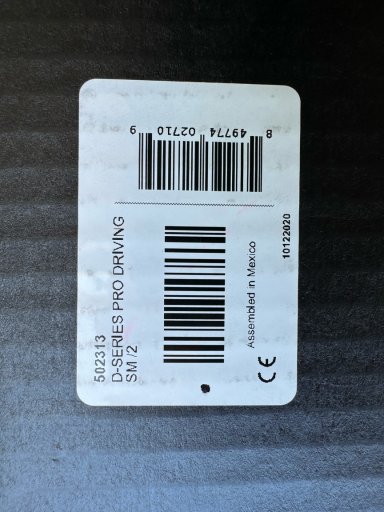 502313
D-SERIES PRO DRIVING
SM /2
Assembled in Mexico
CE
10122020
8 49774 02710 9